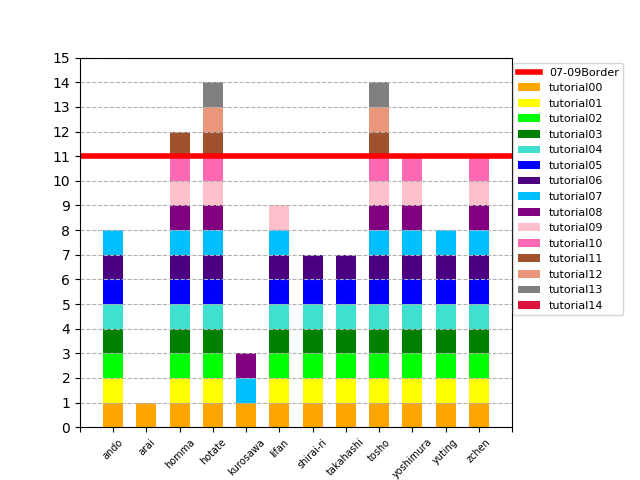 15
14
13
12
11
10
9
8
7
6
5
4
3
2
1
0
ando
arai
homma
hotate
kurosawa
lifan
shirai-ri
takahashi
tosho
yoshimura
yuting
zchen
07-09Border
tutorial00
tutorial01
tutorial02
tutorial03
tutorial04
tutorial05
tutorial06
tutorial07
tutorial08
tutorial09
tutorial10
tutorial11
tutorial12
tutorial13
tutorial14